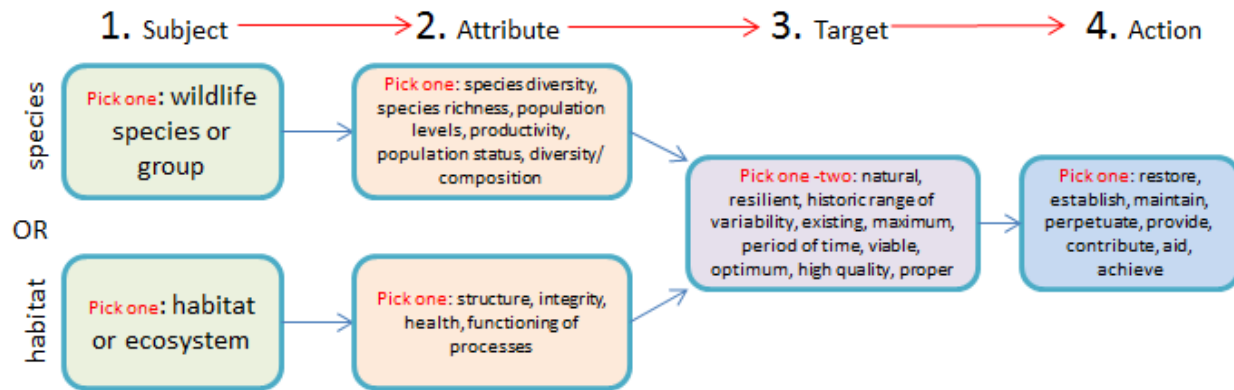 1. Subject
2. Attribute
3. Target
4. Action
species
Pick one: wildlife
species or
group
Pick one: species diversity,
species richness, population
levels, productivity,
population status, diversity/
composition
Pick one -two: natural,
resilient, historic range of
variability, existing, maximum,
period of time, viable,
optimum, high quality, proper
Pick one: restore,
establish, maintain,
perpetuate, provide,
contribute, aid,
achieve
OR
habitat
Pick one: habitat
or ecosystem
Pick one: structure, integrity,
health, functioning of
processes